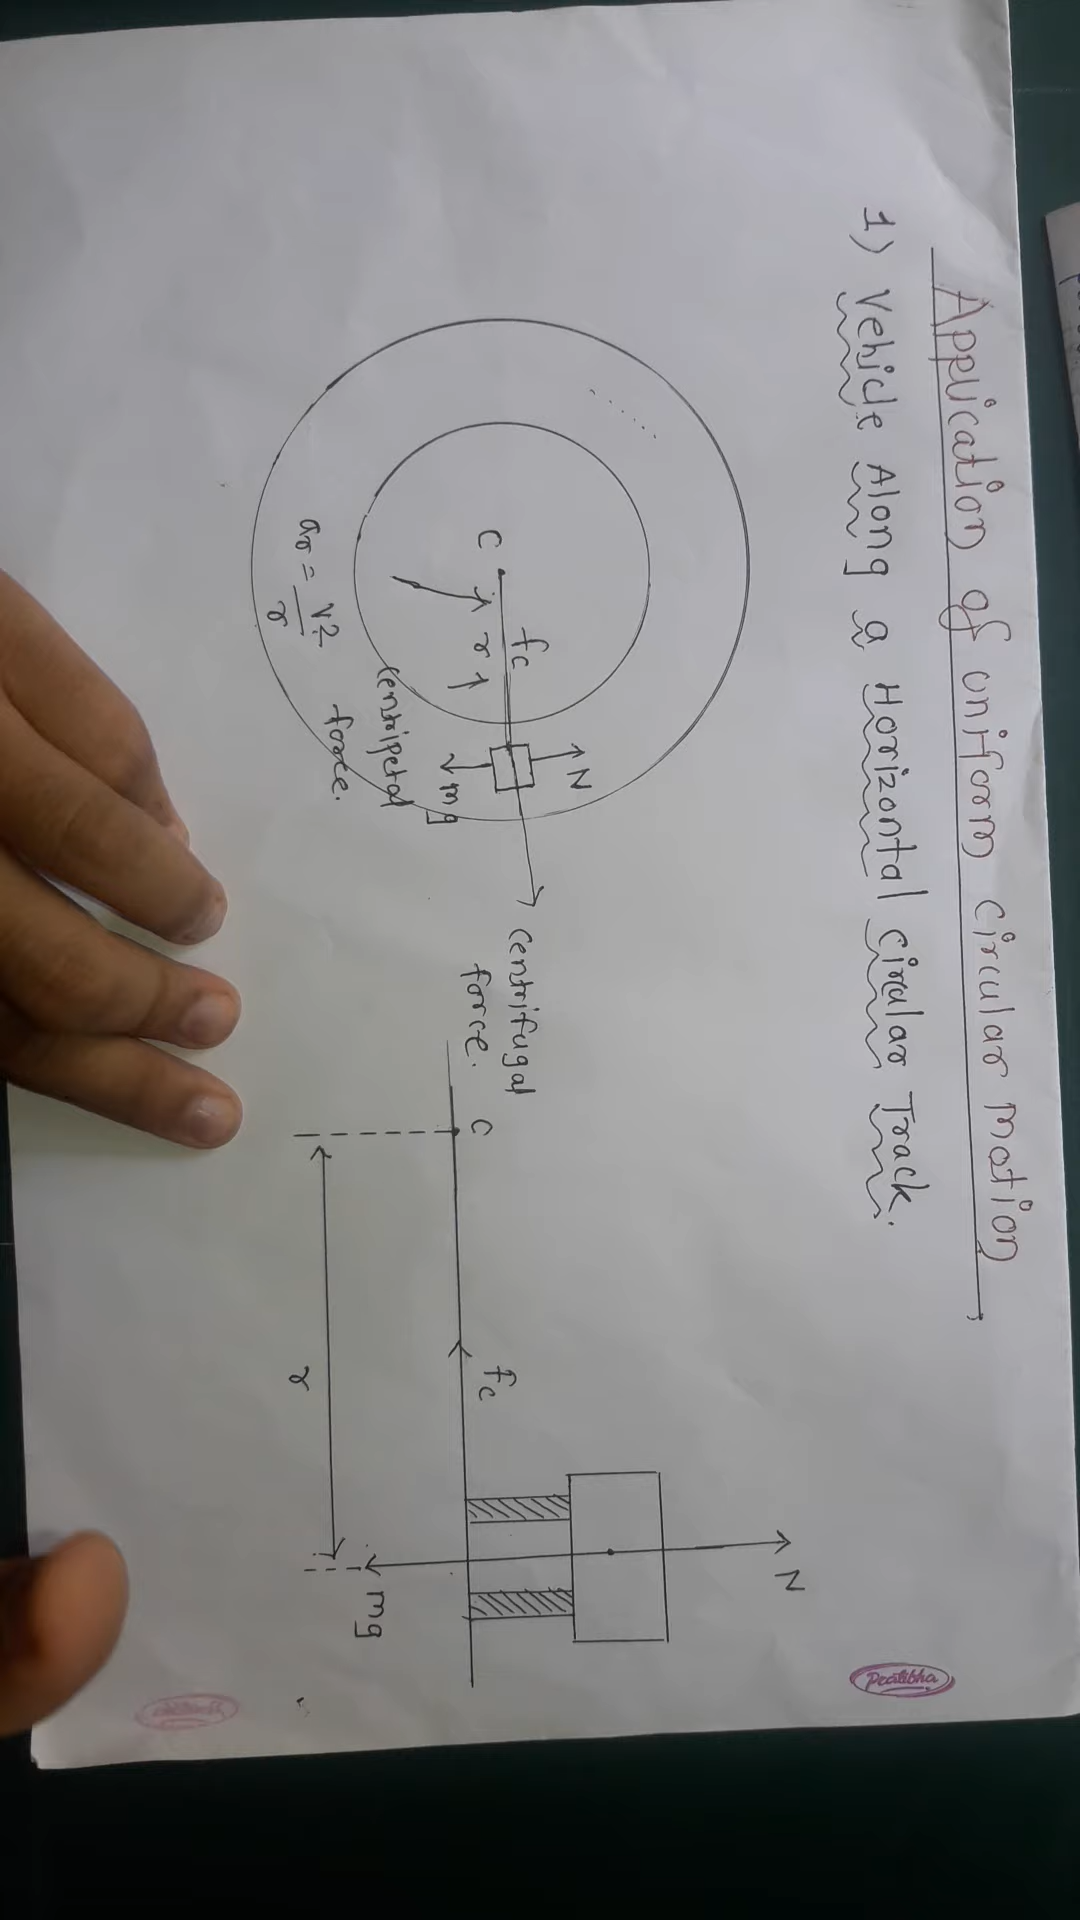 Application of uniform circular motion
1) Vehicle Along a Horizontal circular Track.
N
fc
C
r
mg
centrifugal
force.
centripetal
force.
ar = v²/r
N
C
fc
mg
r
Pratibha